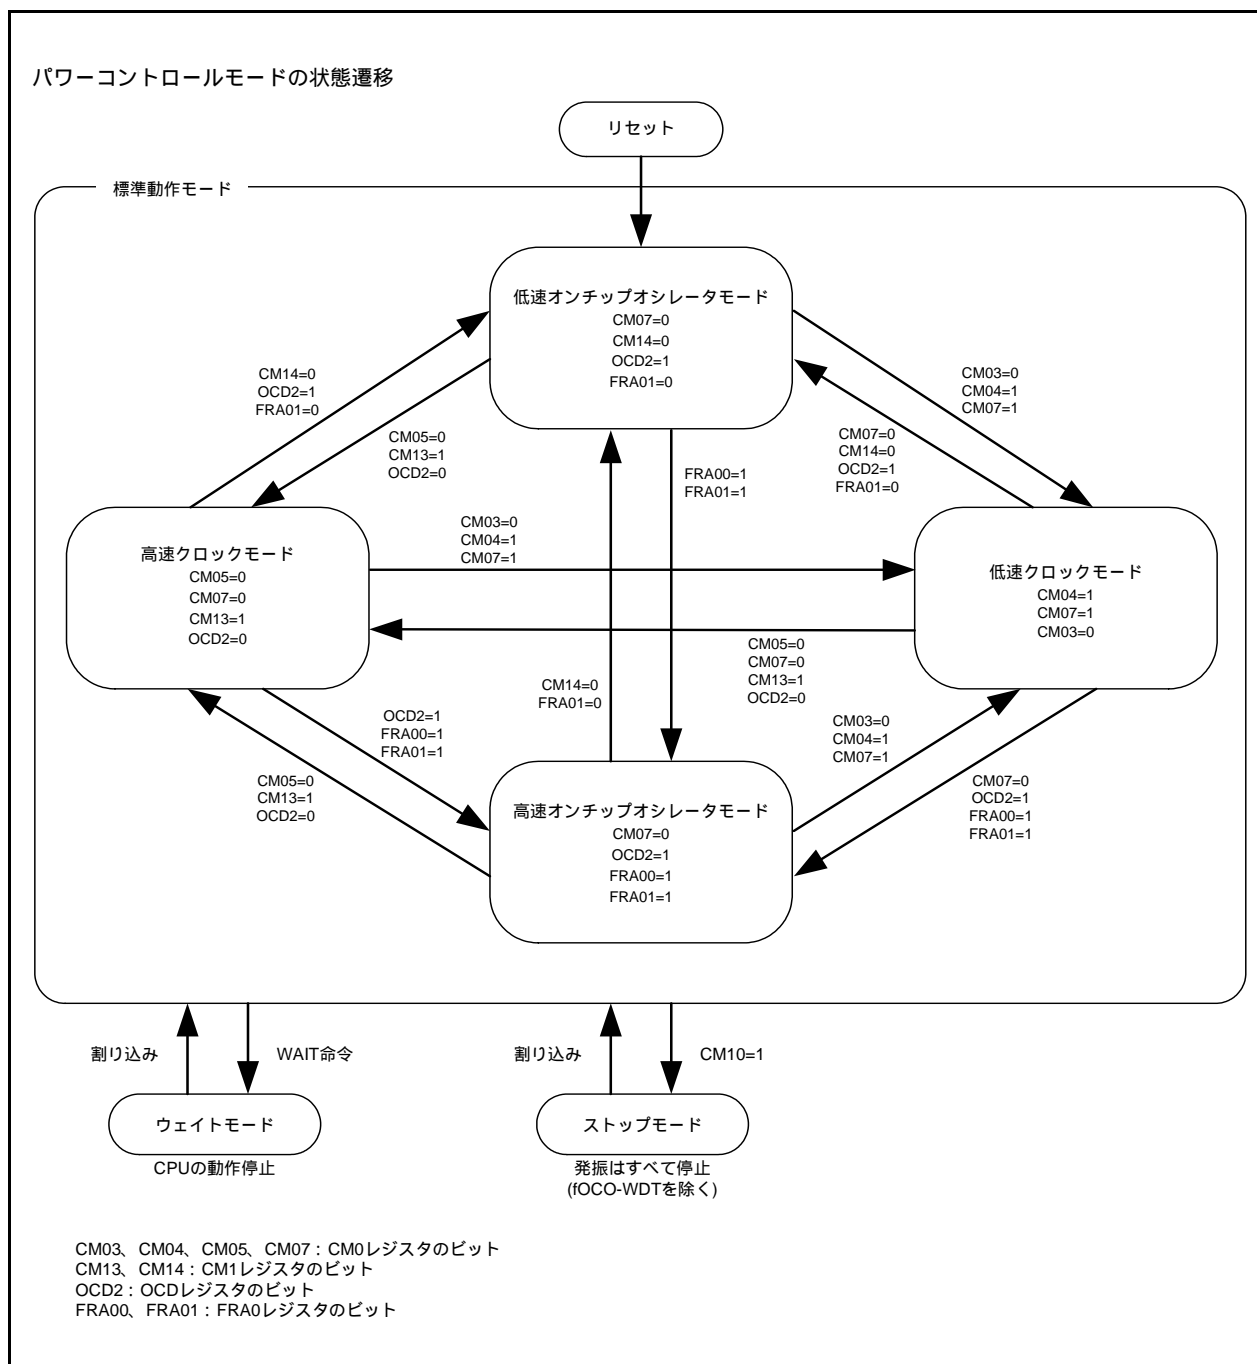 パワーコントロールモードの状態遷移
リセット
標準動作モード
低速オンチップオシレータモード
CM07=0
CM14=0
OCD2=1
FRA01=0
CM14=0
OCD2=1
FRA01=0
CM03=0
CM04=1
CM07=1
CM05=0
CM13=1
OCD2=0
CM07=0
CM14=0
OCD2=1
FRA01=0
FRA00=1
FRA01=1
高速クロックモード
CM05=0
CM07=0
CM13=1
OCD2=0
CM03=0
CM04=1
CM07=1
低速クロックモード
CM04=1
CM07=1
CM03=0
CM05=0
CM07=0
CM13=1
OCD2=0
CM14=0
FRA01=0
OCD2=1
FRA00=1
FRA01=1
CM03=0
CM04=1
CM07=1
CM05=0
CM13=1
OCD2=0
CM07=0
OCD2=1
FRA00=1
FRA01=1
高速オンチップオシレータモード
CM07=0
OCD2=1
FRA00=1
FRA01=1
割り込み
WAIT命令
割り込み
CM10=1
ウェイトモード
CPUの動作停止
ストップモード
発振はすべて停止
(fOCO-WDTを除く)
CM03、CM04、CM05、CM07：CM0レジスタのビット
CM13、CM14：CM1レジスタのビット
OCD2：OCDレジスタのビット
FRA00、FRA01：FRA0レジスタのビット